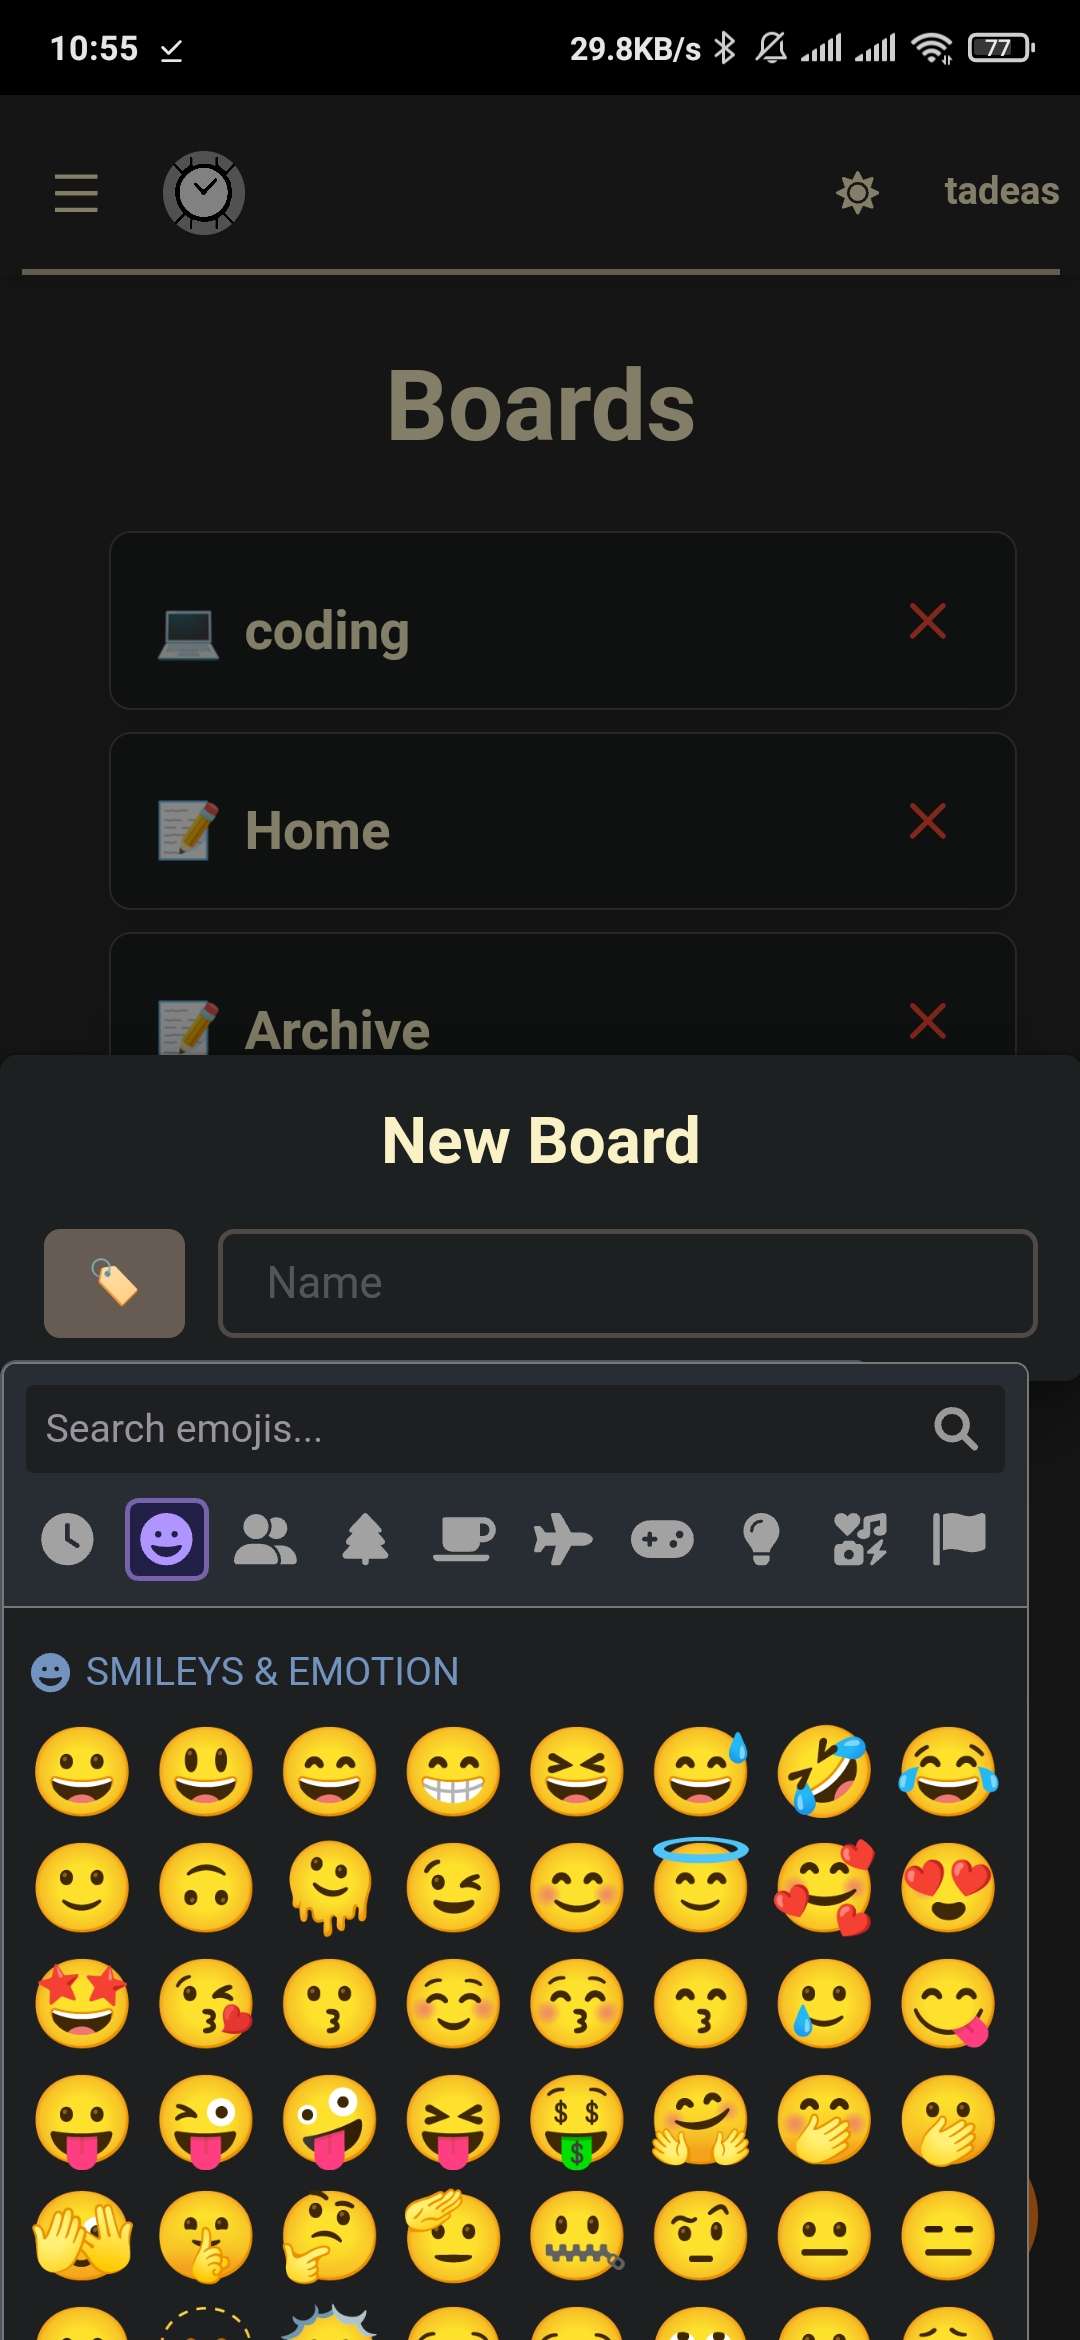 10:55 29.8KB/s 77
tadeas
Boards
coding
Home
Archive
New Board
Name
Search emojis...
SMILEYS & EMOTION